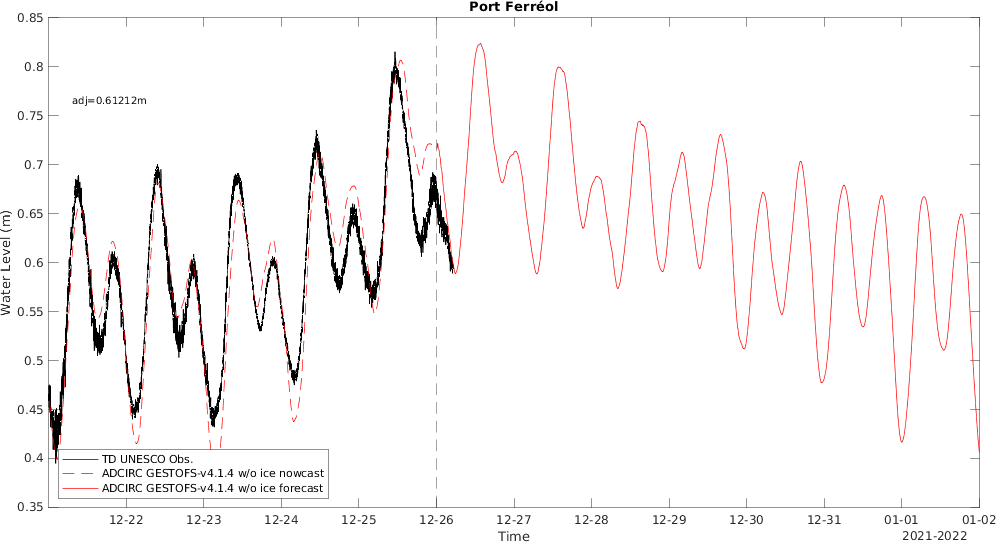 Port Ferréol
0.85
0.8
0.75
0.7
0.65
0.6
0.55
0.5
0.45
0.4
0.35
Water Level (m)
adj=0.61212m
TD UNESCO Obs.
ADCIRC GESTOFS-v4.1.4 w/o ice nowcast
ADCIRC GESTOFS-v4.1.4 w/o ice forecast
12-22 12-23 12-24 12-25 12-26 12-27 12-28 12-29 12-30 12-31 01-01 01-02
Time
2021-2022